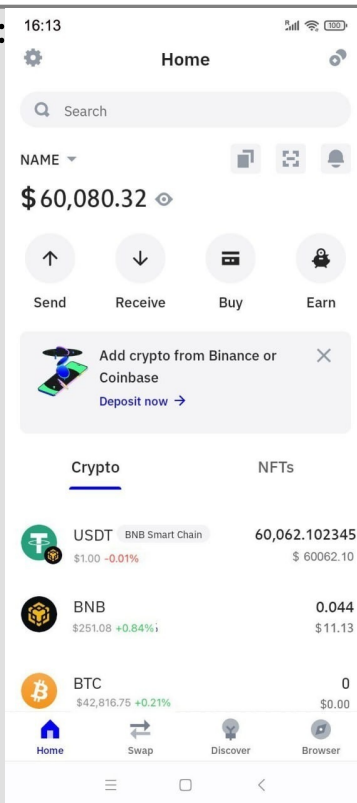 16:13
100
Home
Search
NAME
$60,080.32
Send Receive Buy Earn
Add crypto from Binance or
Coinbase
Deposit now →
Crypto NFTs
USDT BNB Smart Chain 60,062.102345
$1.00 -0.01% $ 60062.10
BNB 0.044
$251.08 +0.84% $11.13
BTC 0
$42,816.75 +0.21% $0.00
Home Swap Discover Browser